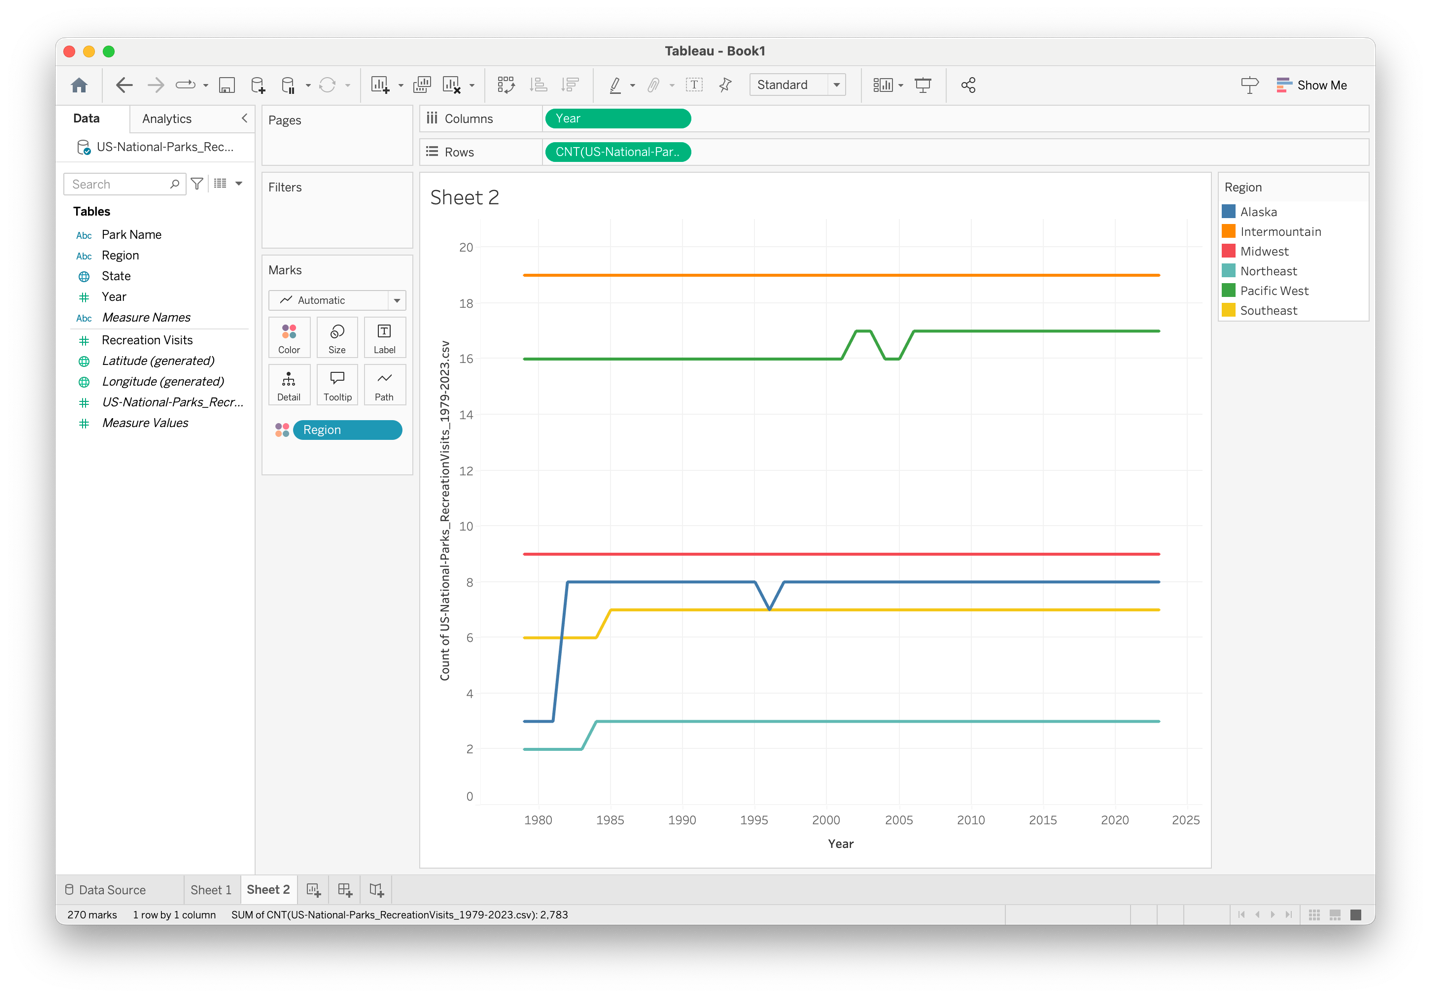 Tableau - Book1
Standard
Show Me
Data
Analytics
US-National-Parks_Rec...
Search
Tables
Abc Park Name
Abc Region
State
Year
Abc Measure Names
Recreation Visits
Latitude (generated)
Longitude (generated)
US-National-Parks_Recr...
Measure Values
Pages
Filters
Marks
Automatic
Color
Size
Label
Detail
Tooltip
Path
Region
Columns
Year
Rows
CNT(US-National-Par..
Sheet 2
Count of US-National-Parks_RecreationVisits_1979-2023.csv
20
18
16
14
12
10
8
6
4
2
0
1980 1985 1990 1995 2000 2005 2010 2015 2020 2025
Year
Region
Alaska
Intermountain
Midwest
Northeast
Pacific West
Southeast
Data Source
Sheet 1
Sheet 2
270 marks
1 row by 1 column
SUM of CNT(US-National-Parks_RecreationVisits_1979-2023.csv): 2,783